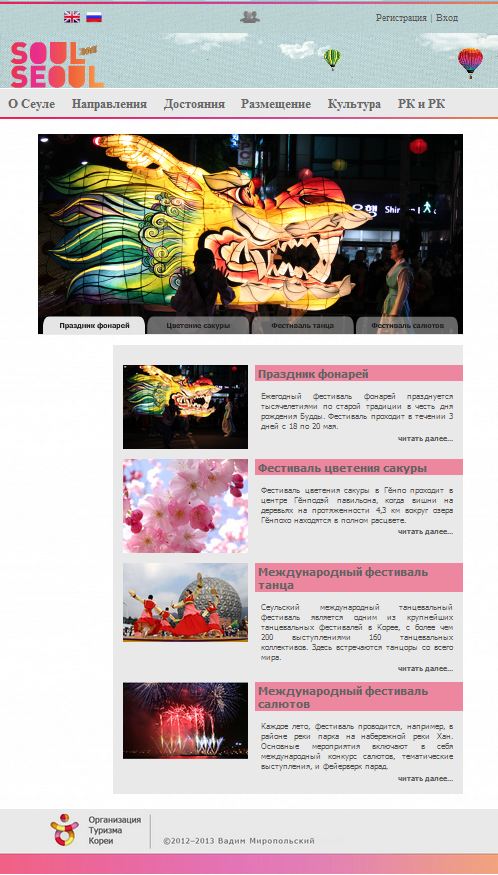 Регистрация | Вход
SOUL
SEOUL
О Сеуле Направления Достояния Размещение Культура РК и РК
Праздник фонарей Цветение сакуры Фестиваль танца Фестиваль салютов
Праздник фонарей
Ежегодный фестиваль фонарей празднуется
тысячелетиями по старой традиции в честь дня
рождения Будды. Фестиваль проходит в течении 3
дней с 18 по 20 мая.
читать далее...
Фестиваль цветения сакуры
Фестиваль цветения сакуры в Гёнпо проходит в
центре Гёнподэй павильона, когда вишни на
деревьях на протяженности 4,3 км вокруг озера
Гёнпохо находятся в полном расцвете.
читать далее...
Международный фестиваль
танца
Сеульский международный танцевальный
фестиваль является одним из крупнейших
танцевальных фестивалей в Корее, с более чем
200 выступлениями 160 танцевальных
коллективов. Здесь встречаются танцоры со всего
мира.
читать далее...
Международный фестиваль
салютов
Каждое лето, фестиваль проводится, например, в
районе реки парка на набережной реки Хан.
Основные мероприятия включают в себя
международный конкурс салютов, тематические
выступления, и фейерверк парад.
читать далее...
Организация
Туризма
Кореи
©2012–2013 Вадим Миропольский